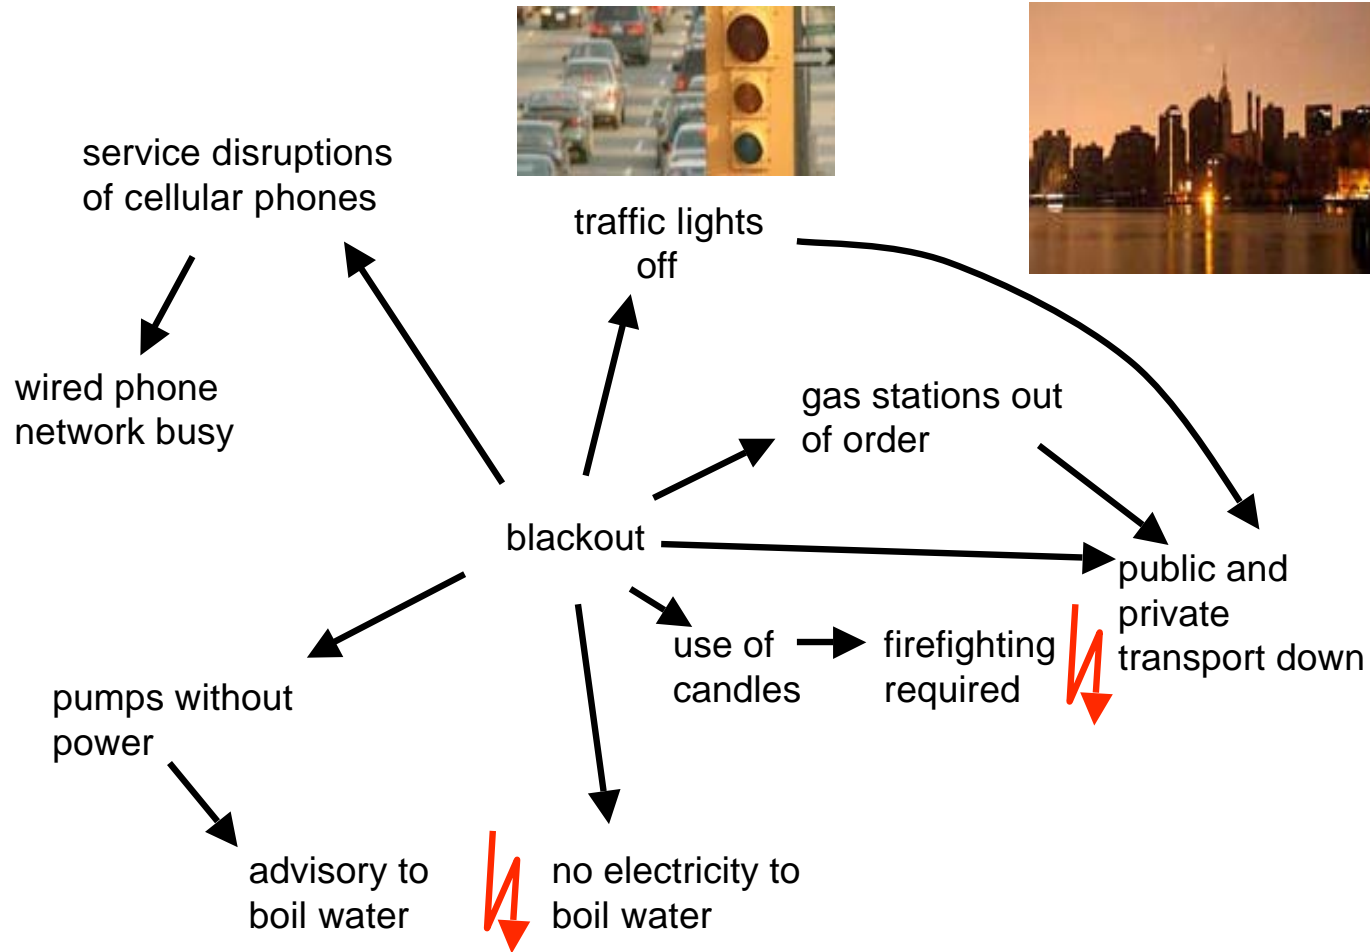 service disruptions
of cellular phones
traffic lights
off
wired phone
network busy
gas stations out
of order
blackout
public and
private
transport down
use of
candles
firefighting
required
pumps without
power
advisory to
boil water
no electricity to
boil water